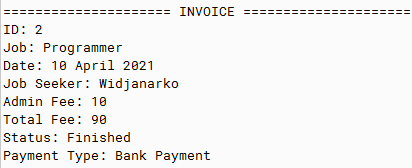 ===================== INVOICE =====================
ID: 2
Job: Programmer
Date: 10 April 2021
Job Seeker: Widjanarko
Admin Fee: 10
Total Fee: 90
Status: Finished
Payment Type: Bank Payment